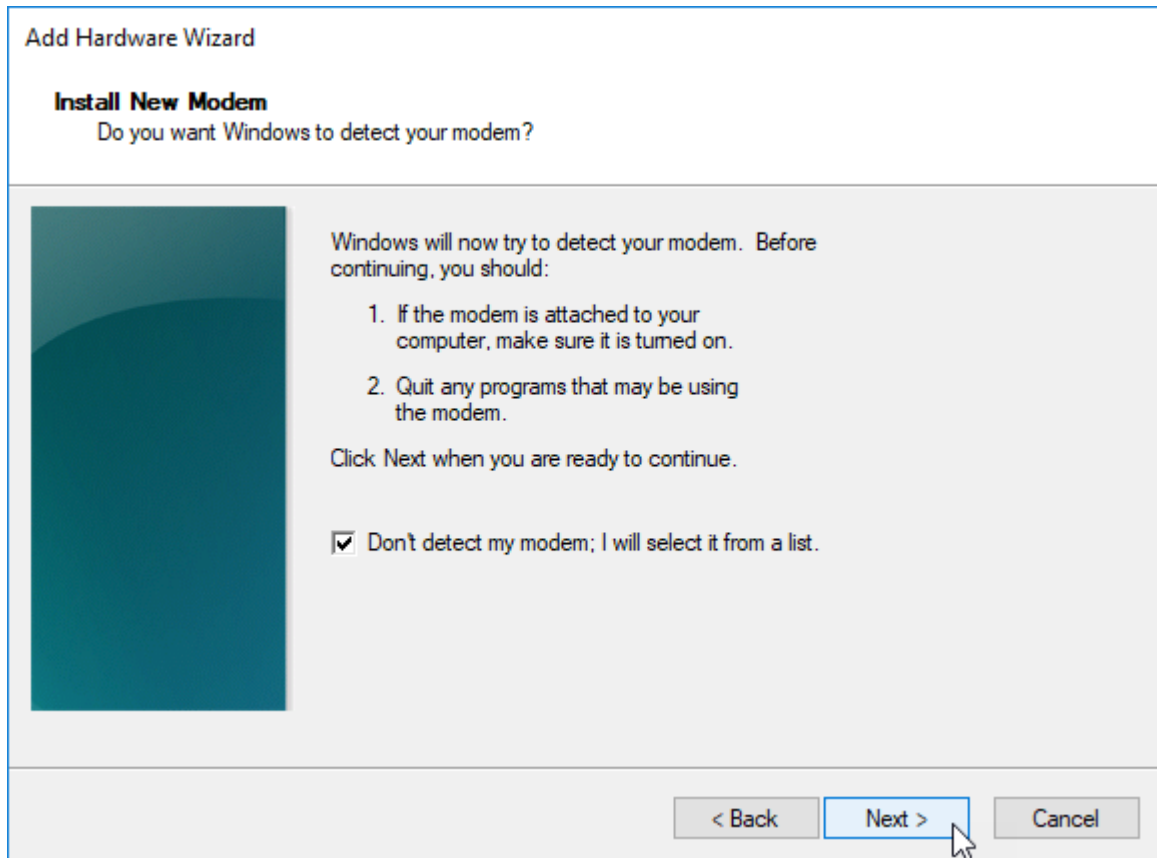 Add Hardware Wizard
Install New Modem
Do you want Windows to detect your modem?
Windows will now try to detect your modem.  Before
continuing, you should:
1.  If the modem is attached to your
computer, make sure it is turned on.
2.  Quit any programs that may be using
the modem.
Click Next when you are ready to continue.
Don't detect my modem; I will select it from a list.
< Back    Next >    Cancel